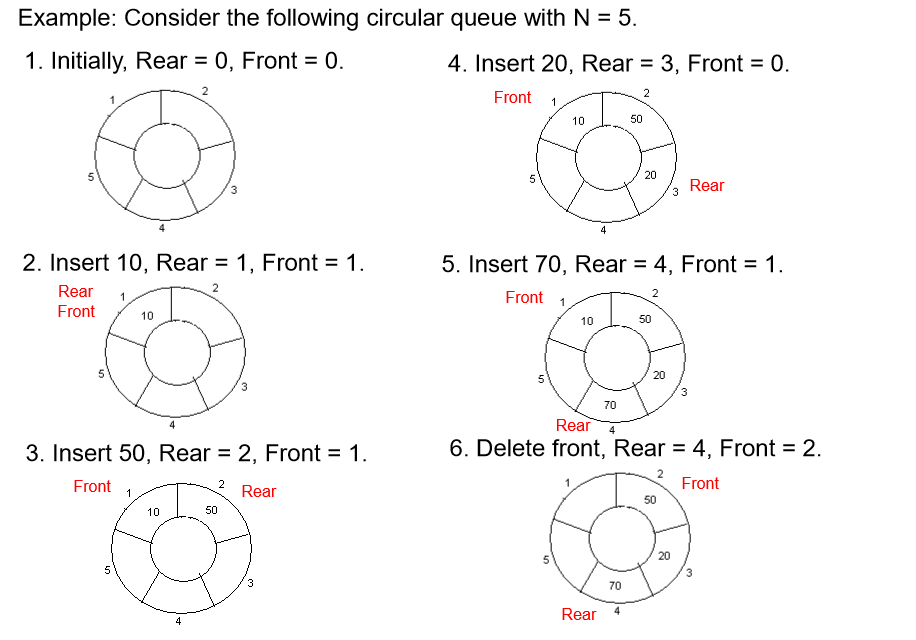 Example: Consider the following circular queue with N = 5.
1. Initially, Rear = 0, Front = 0.
1
2
3
4
5
2. Insert 10, Rear = 1, Front = 1.
Rear
Front
1
2
10
3
4
5
3. Insert 50, Rear = 2, Front = 1.
Front
1
2
Rear
10
50
3
4
5
4. Insert 20, Rear = 3, Front = 0.
Front
1
2
10
50
20
3
Rear
4
5
5. Insert 70, Rear = 4, Front = 1.
Front
1
2
10
50
20
3
70
Rear
4
5
6. Delete front, Rear = 4, Front = 2.
1
2
Front
50
20
3
70
Rear
4
5